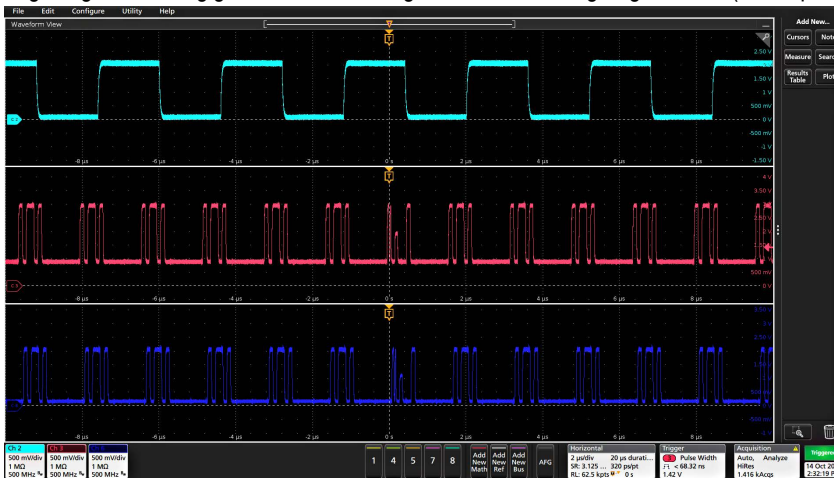 File Edit Configure Utility Help
Waveform View
Add New...
Cursors Note
Measure Search
Results Table Plot
2.50 V
1 V
500 mV
0 V
-1 V
-1.50 V
-8 µs -6 µs -4 µs -2 µs 0 s 2 µs 4 µs 6 µs 8 µs
4 V
3.50 V
500 mV
0 V
-8 µs -6 µs -4 µs -2 µs 0 s 2 µs 4 µs 6 µs 8 µs
-8 µs -6 µs -4 µs -2 µs 0 s 2 µs 4 µs 6 µs 8 µs
Ch 2
500 mV/div
1 MΩ
500 MHz
Ch 3
500 mV/div
1 MΩ
500 MHz
500 mV/div
1 MΩ
500 MHz
1 4 5 7 8
Add New Math
Add New Ref
Add New Bus
AFG
Horizontal
2 µs/div 20 µs durati...
SR: 3.125 ... 320 ps/pt
RL: 62.5 kpts 0 s
Trigger
3 Pulse Width
< 68.32 ns
1.42 V
Acquisition
Auto, Analyze
HiRes
1.416 kAcqs
Triggered
14 Oct 20
2:32:19 P